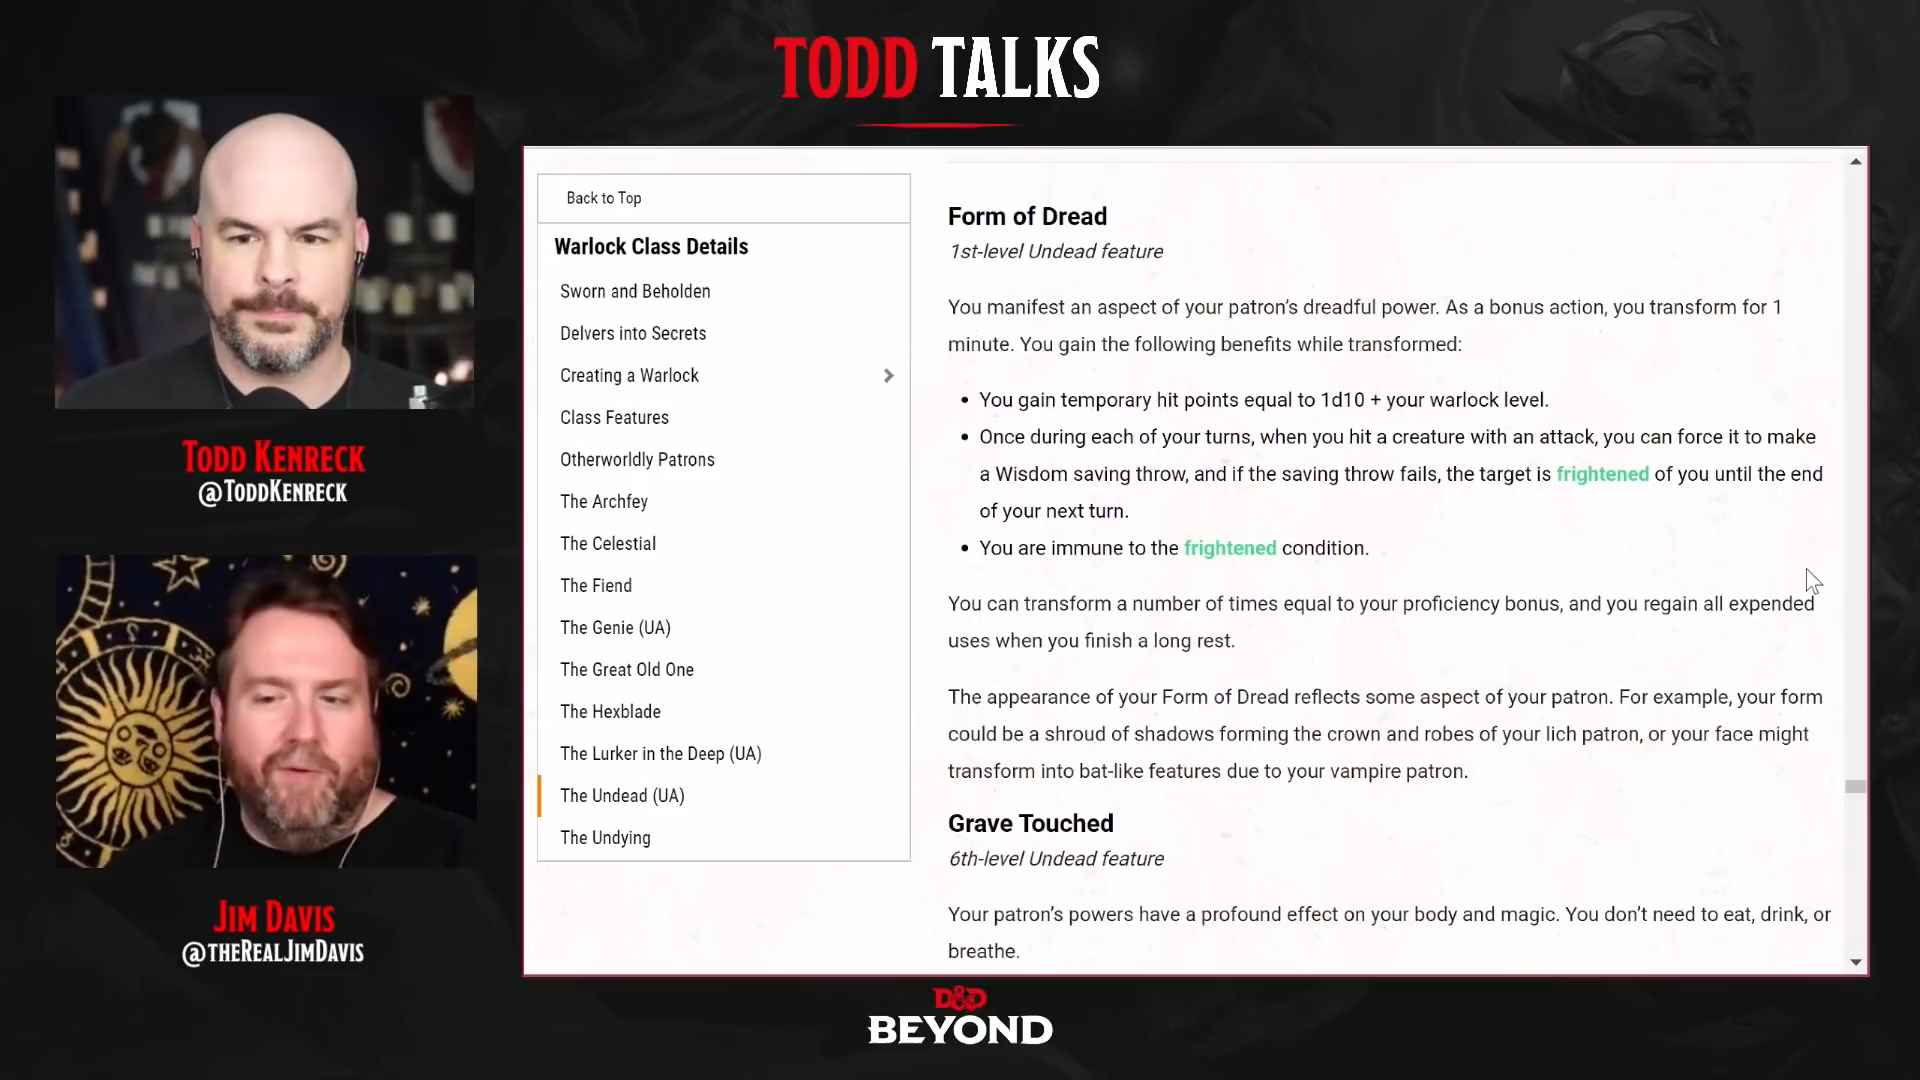 TODD TALKS
TODD KENRECK
@TODDKENRECK
JIM DAVIS
@THEREALJIMDAVIS
Back to Top
Warlock Class Details
Sworn and Beholden
Delvers into Secrets
Creating a Warlock
Class Features
Otherworldly Patrons
The Archfey
The Celestial
The Fiend
The Genie (UA)
The Great Old One
The Hexblade
The Lurker in the Deep (UA)
The Undead (UA)
The Undying
Form of Dread
1st-level Undead feature
You manifest an aspect of your patron’s dreadful power. As a bonus action, you transform for 1
minute. You gain the following benefits while transformed:
• You gain temporary hit points equal to 1d10 + your warlock level.
• Once during each of your turns, when you hit a creature with an attack, you can force it to make
a Wisdom saving throw, and if the saving throw fails, the target is frightened of you until the end
of your next turn.
• You are immune to the frightened condition.
You can transform a number of times equal to your proficiency bonus, and you regain all expended
uses when you finish a long rest.
The appearance of your Form of Dread reflects some aspect of your patron. For example, your form
could be a shroud of shadows forming the crown and robes of your lich patron, or your face might
transform into bat-like features due to your vampire patron.
Grave Touched
6th-level Undead feature
Your patron’s powers have a profound effect on your body and magic. You don’t need to eat, drink, or
breathe.
D&D
BEYOND